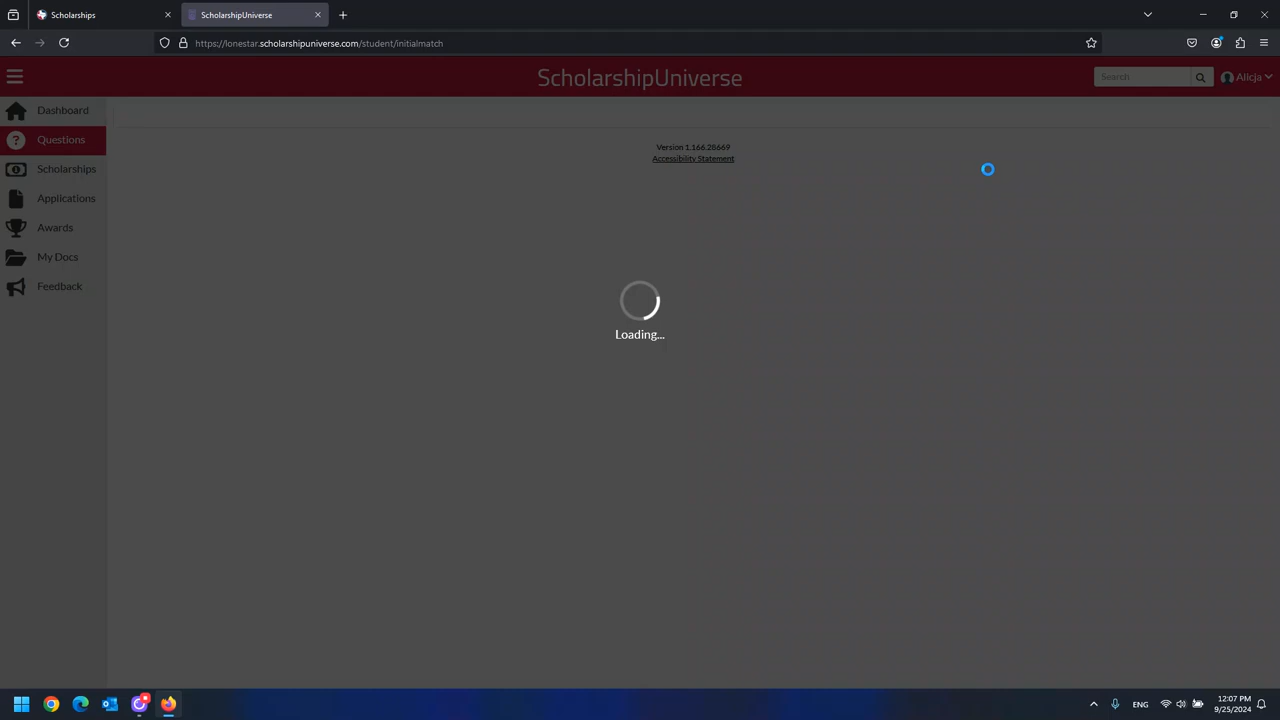 Scholarships
ScholarshipUniverse
https://lonestar.scholarshipuniverse.com/student/initialmatch
ScholarshipUniverse
Search
Alicja
Dashboard
Questions
Scholarships
Applications
Awards
My Docs
Feedback
Version 1.166.28669
Accessibility Statement
Loading...
ENG
12:07 PM
9/25/2024